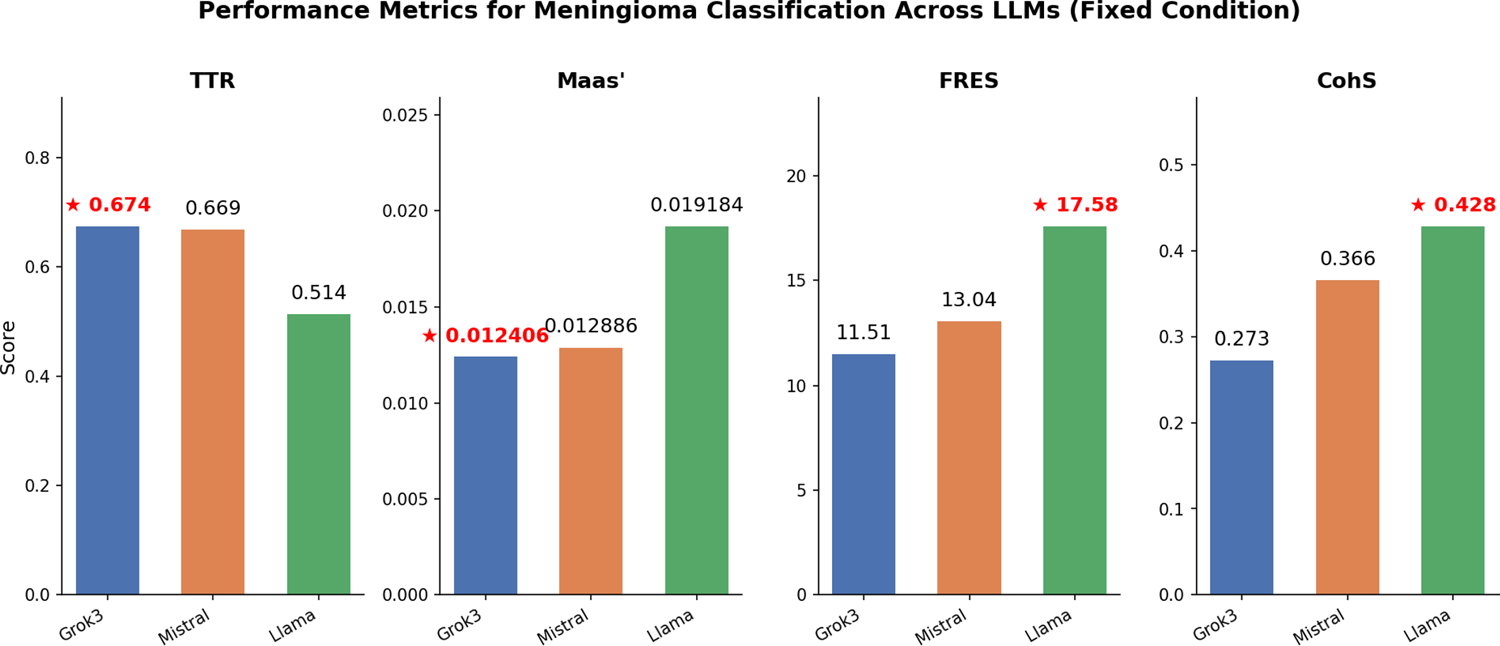 Performance Metrics for Meningioma Classification Across LLMs (Fixed Condition)
TTR
Score
0.8
0.6
0.4
0.2
0.0
★ 0.674
0.669
0.514
Grok3
Mistral
Llama
Maas'
0.025
0.020
0.015
0.010
0.005
0.000
★ 0.012406
0.012886
0.019184
Grok3
Mistral
Llama
FRES
20
15
10
5
0
11.51
13.04
★ 17.58
Grok3
Mistral
Llama
CohS
0.5
0.4
0.3
0.2
0.1
0.0
0.273
0.366
★ 0.428
Grok3
Mistral
Llama